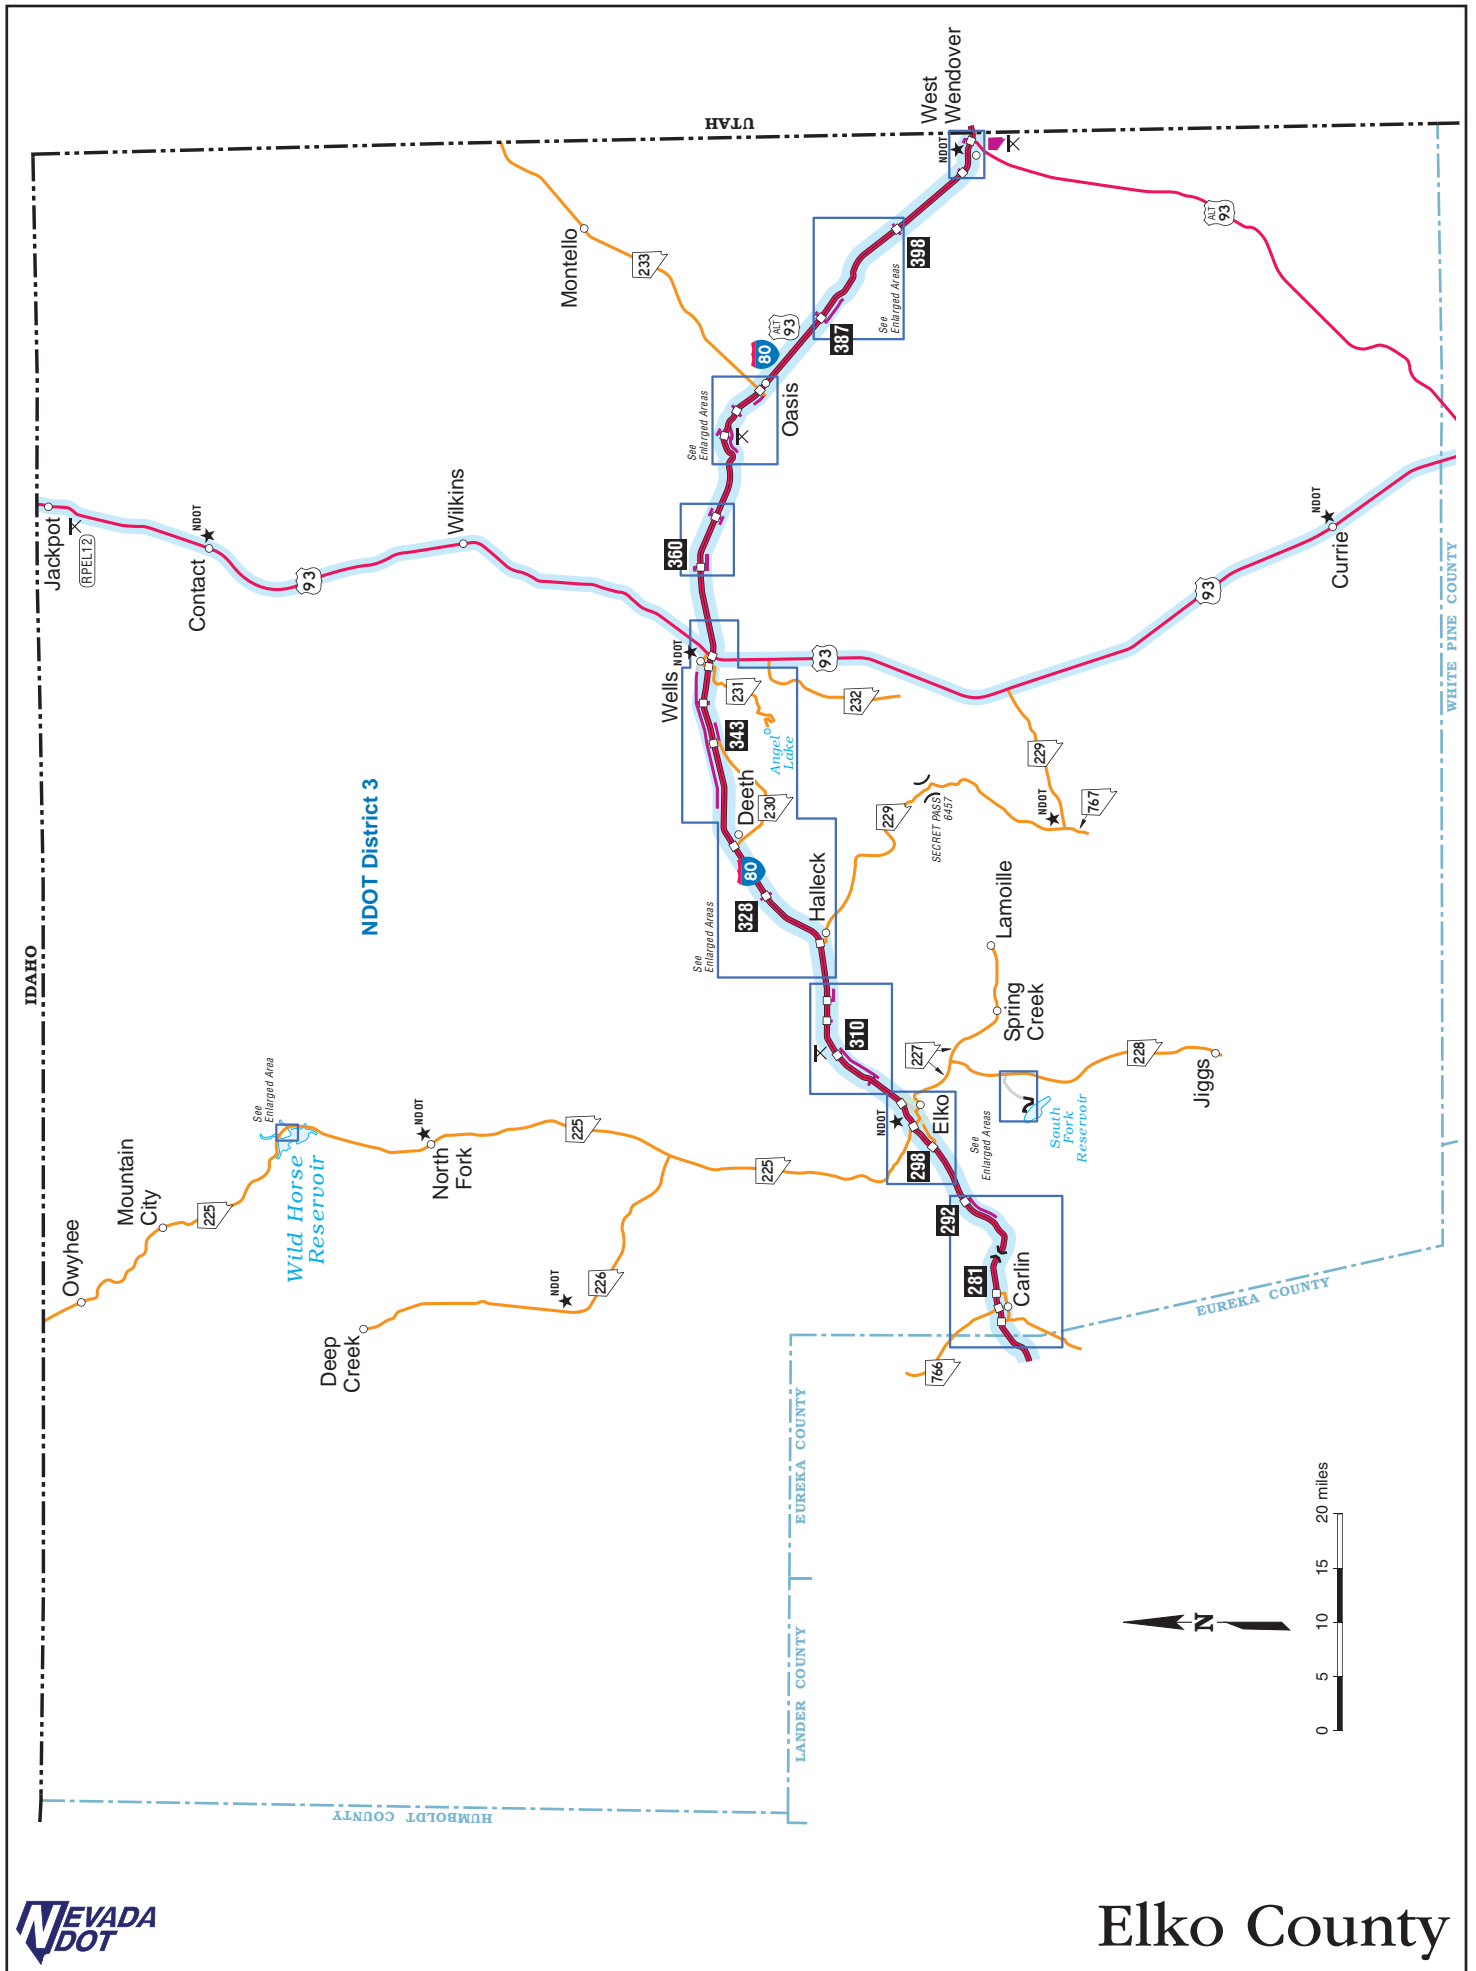 IDAHO
UTAH
Jackpot
RPEL12
Contact
NDOT
93
Wilkins
Owyhee
Mountain
City
225
Wild Horse
Reservoir
See
Enlarged Area
North
Fork
NDOT
225
225
Deep
Creek
NDOT
226
NDOT District 3
Montello
233
ALT
93
80
Oasis
See
Enlarged Areas
360
387
398
See
Enlarged Areas
West
Wendover
NDOT
ALT
93
Wells
NDOT
93
231
232
Angel
Lake
343
Deeth
230
80
328
See
Enlarged Areas
Halleck
229
SECRET PASS
6457
229
NDOT
767
93
NDOT
Currie
310
Lamoille
Spring
Creek
227
228
Jiggs
South
Fork
Reservoir
NDOT
Elko
298
See
Enlarged Areas
292
281
Carlin
766
EUREKA COUNTY
EUREKA COUNTY
LANDER COUNTY
HUMBOLDT COUNTY
WHITE PINE COUNTY
N
0 5 10 15 20 miles
NEVADA
DOT
Elko County